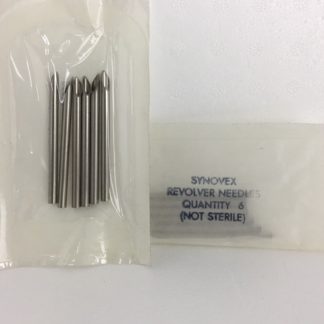 SYNOVEX
REVOLVER NEEDLES
QUANTITY 6
(NOT STERILE)